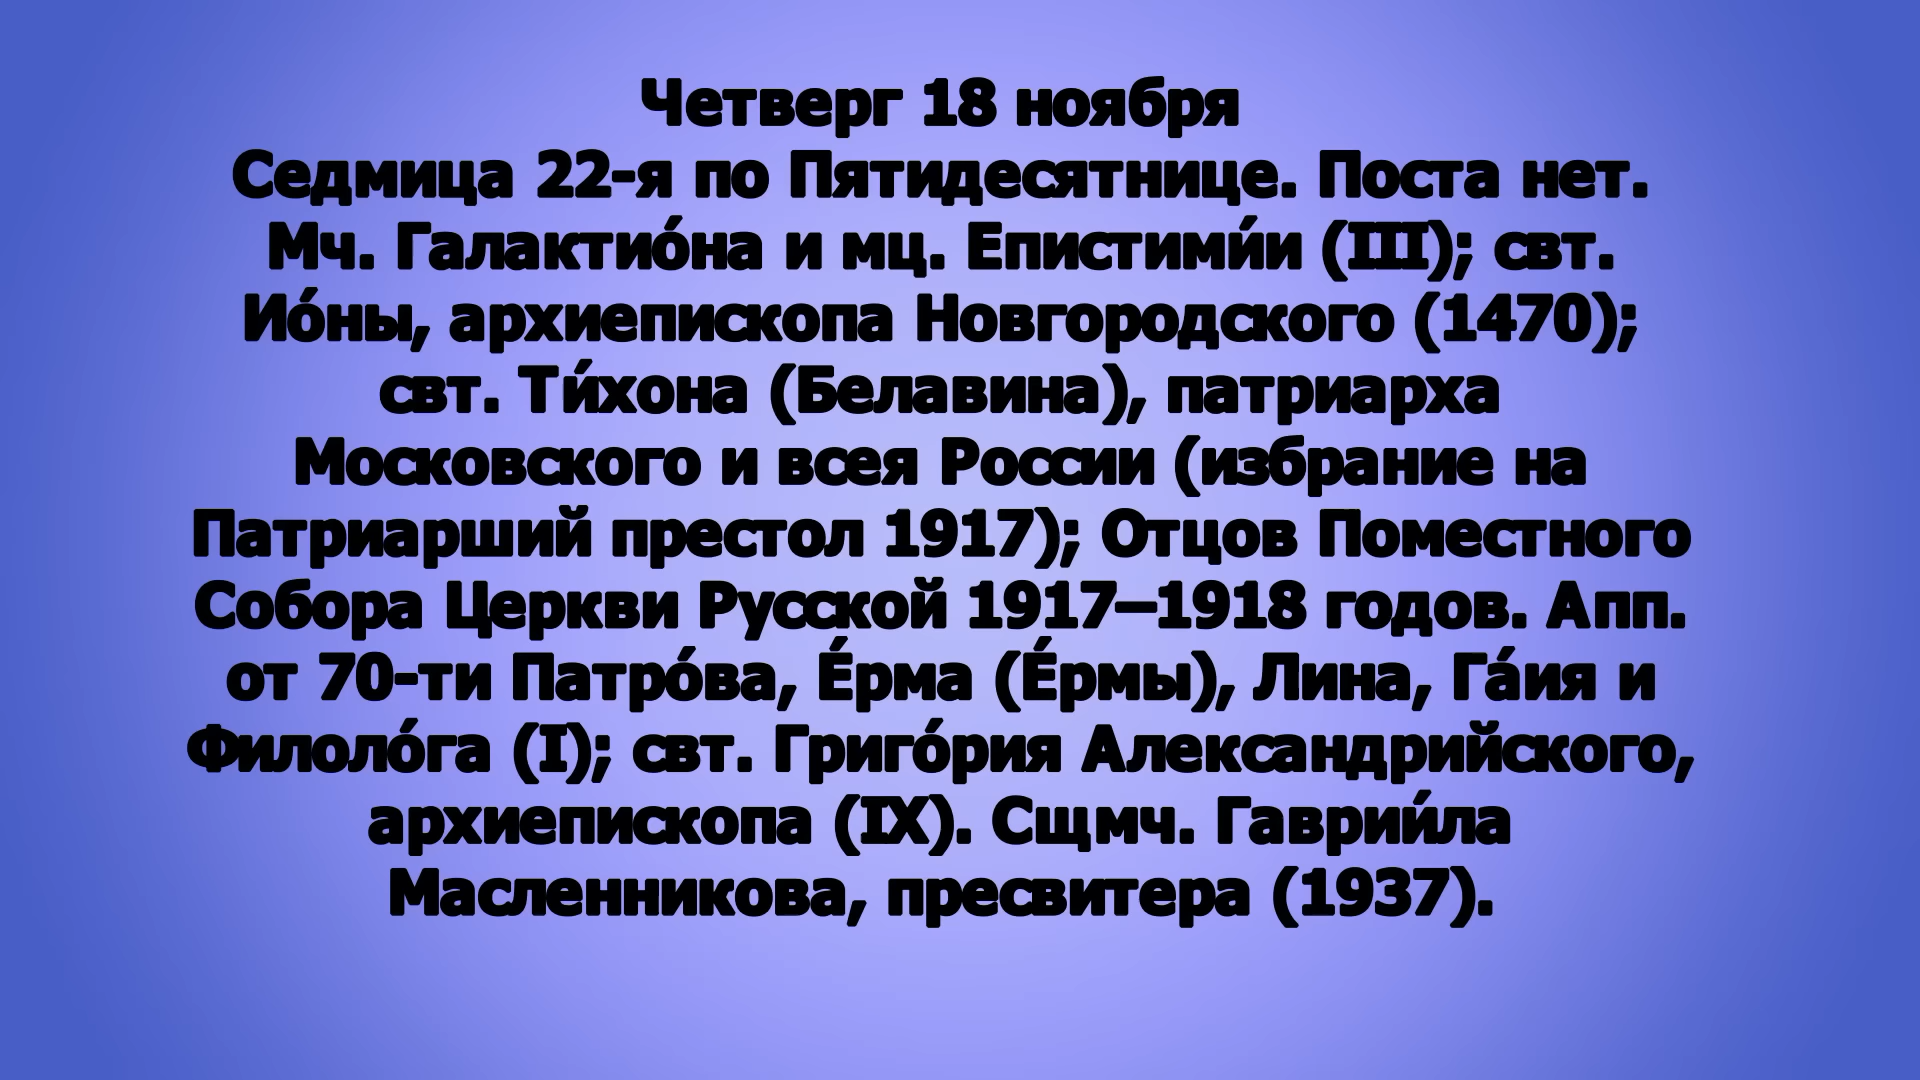 Четверг 18 ноября
Седмица 22-я по Пятидесятнице. Поста нет.
Мч. Галактио́на и мц. Епистими́и (III); свт.
Ио́ны, архиепископа Новгородского (1470);
свт. Ти́хона (Белавина), патриарха
Московского и всея России (избрание на
Патриарший престол 1917); Отцов Поместного
Собора Церкви Русской 1917–1918 годов. Апп.
от 70-ти Патро́ва, Е́рма (Е́рмы), Лина, Га́ия и
Филоло́га (I); свт. Григо́рия Александрийского,
архиепископа (IX). Сщмч. Гаврии́ла
Масленникова, пресвитера (1937).